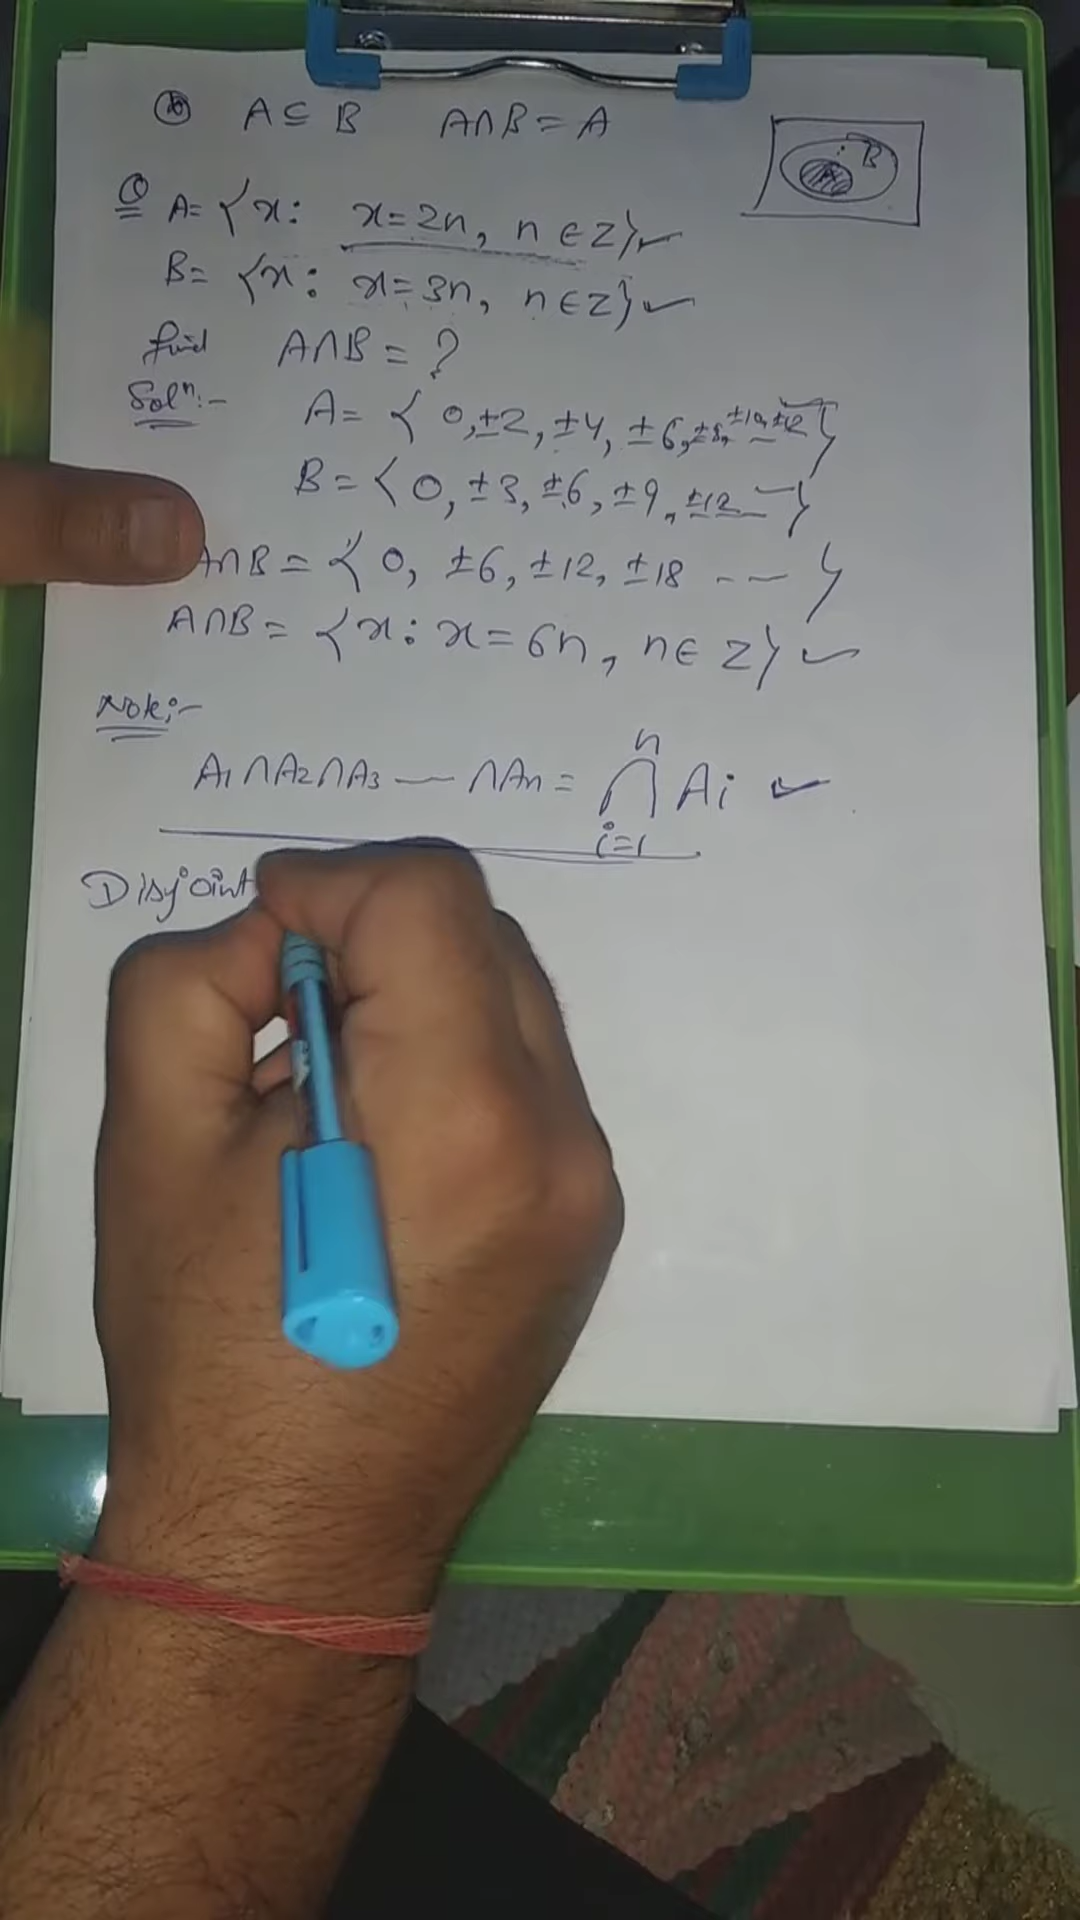 (b) A ⊆ B A∩B = A
B
A
Q A = {x: x=2n, n∈Z}
B = {x: x=3n, n∈Z}
find A∩B = ?
Solⁿ:-
A = { 0, ±2, ±4, ±6, ±8, ±10, ±12 }
B = { 0, ±3, ±6, ±9, ±12 -- }
A∩B = { 0, ±6, ±12, ±18 --- }
A∩B = {x: x=6n, n∈Z}
Note:-
A₁∩A₂∩A₃ — ∩Aₙ = ⋂ⁿᵢ₌₁ Ai
Disjoint